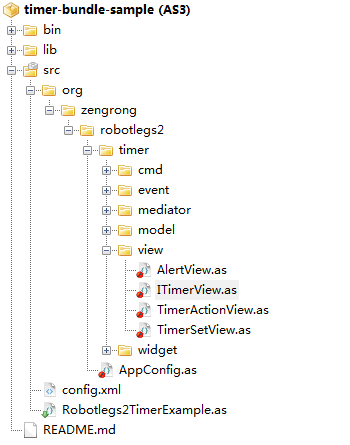 timer-bundle-sample (AS3)
bin
lib
src
org
zengrong
robotlegs2
timer
cmd
event
mediator
model
view
AlertView.as
ITimerView.as
TimerActionView.as
TimerSetView.as
widget
AppConfig.as
config.xml
Robotlegs2TimerExample.as
README.md